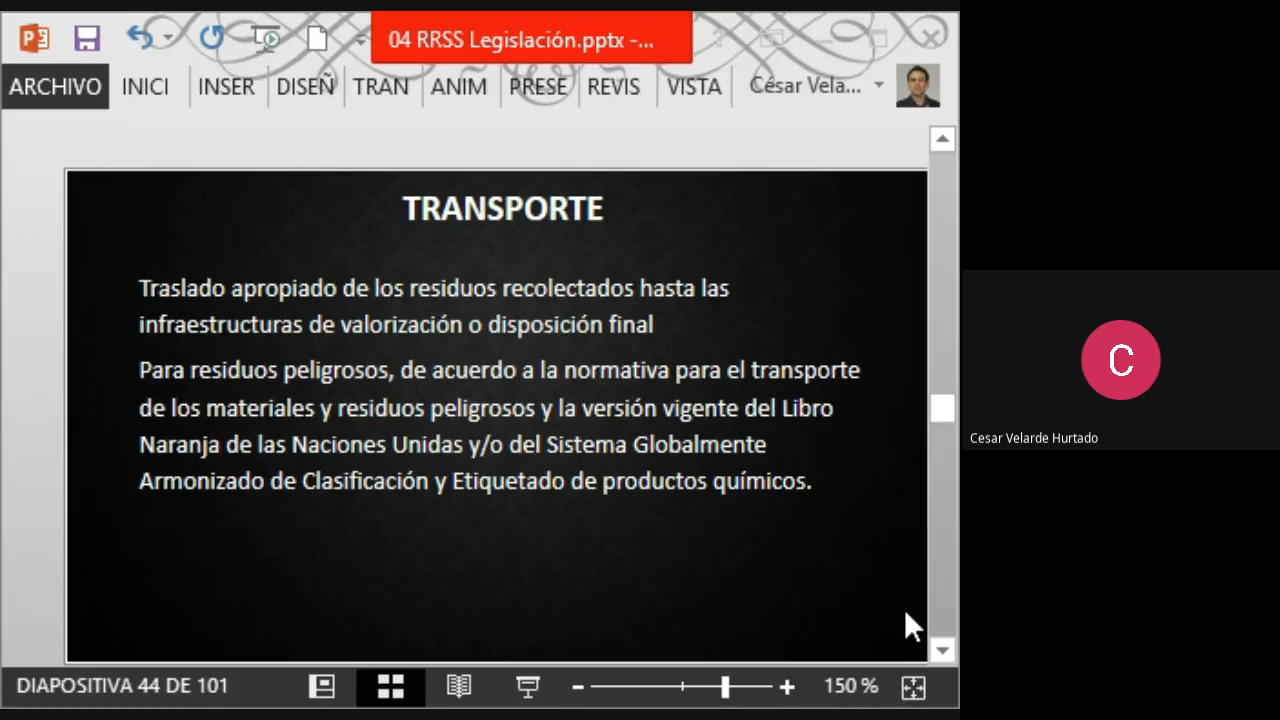 04 RRSS Legislación.pptx -...
ARCHIVO INICI INSER DISEÑ TRAN ANIM PRESE REVIS VISTA César Vela...
TRANSPORTE
Traslado apropiado de los residuos recolectados hasta las
infraestructuras de valorización o disposición final
Para residuos peligrosos, de acuerdo a la normativa para el transporte
de los materiales y residuos peligrosos y la versión vigente del Libro
Naranja de las Naciones Unidas y/o del Sistema Globalmente
Armonizado de Clasificación y Etiquetado de productos químicos.
C
Cesar Velarde Hurtado
DIAPOSITIVA 44 DE 101 150 %